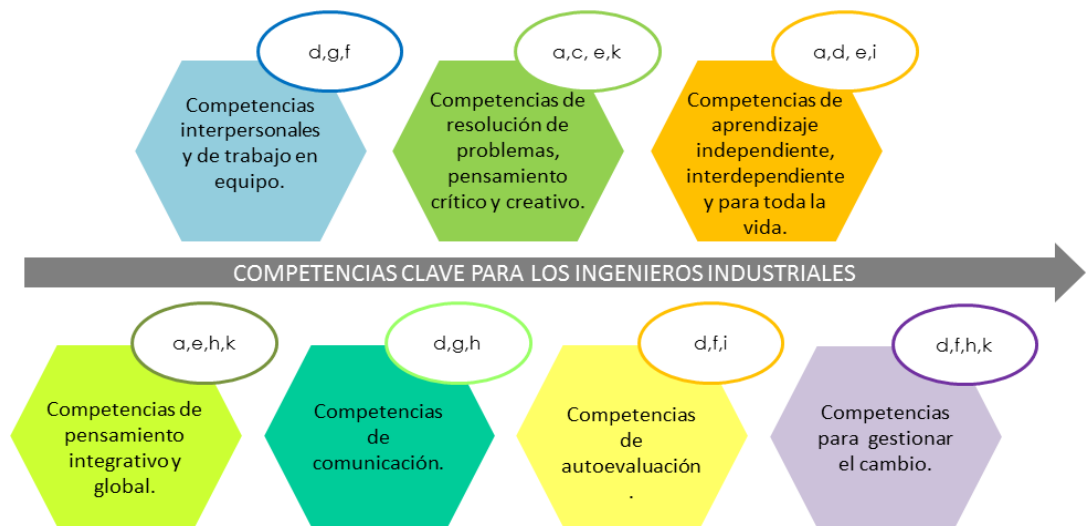 d,g,f
Competencias
interpersonales
y de trabajo en
equipo.
a,c, e,k
Competencias de
resolución de
problemas,
pensamiento
crítico y creativo.
a,d, e,i
Competencias de
aprendizaje
independiente,
interdependiente
y para toda la
vida.
COMPETENCIAS CLAVE PARA LOS INGENIEROS INDUSTRIALES
a,e,h,k
Competencias de
pensamiento
integrativo y
global.
d,g,h
Competencias
de
comunicación.
d,f,i
Competencias
de
autoevaluación
.
d,f,h,k
Competencias
para gestionar
el cambio.